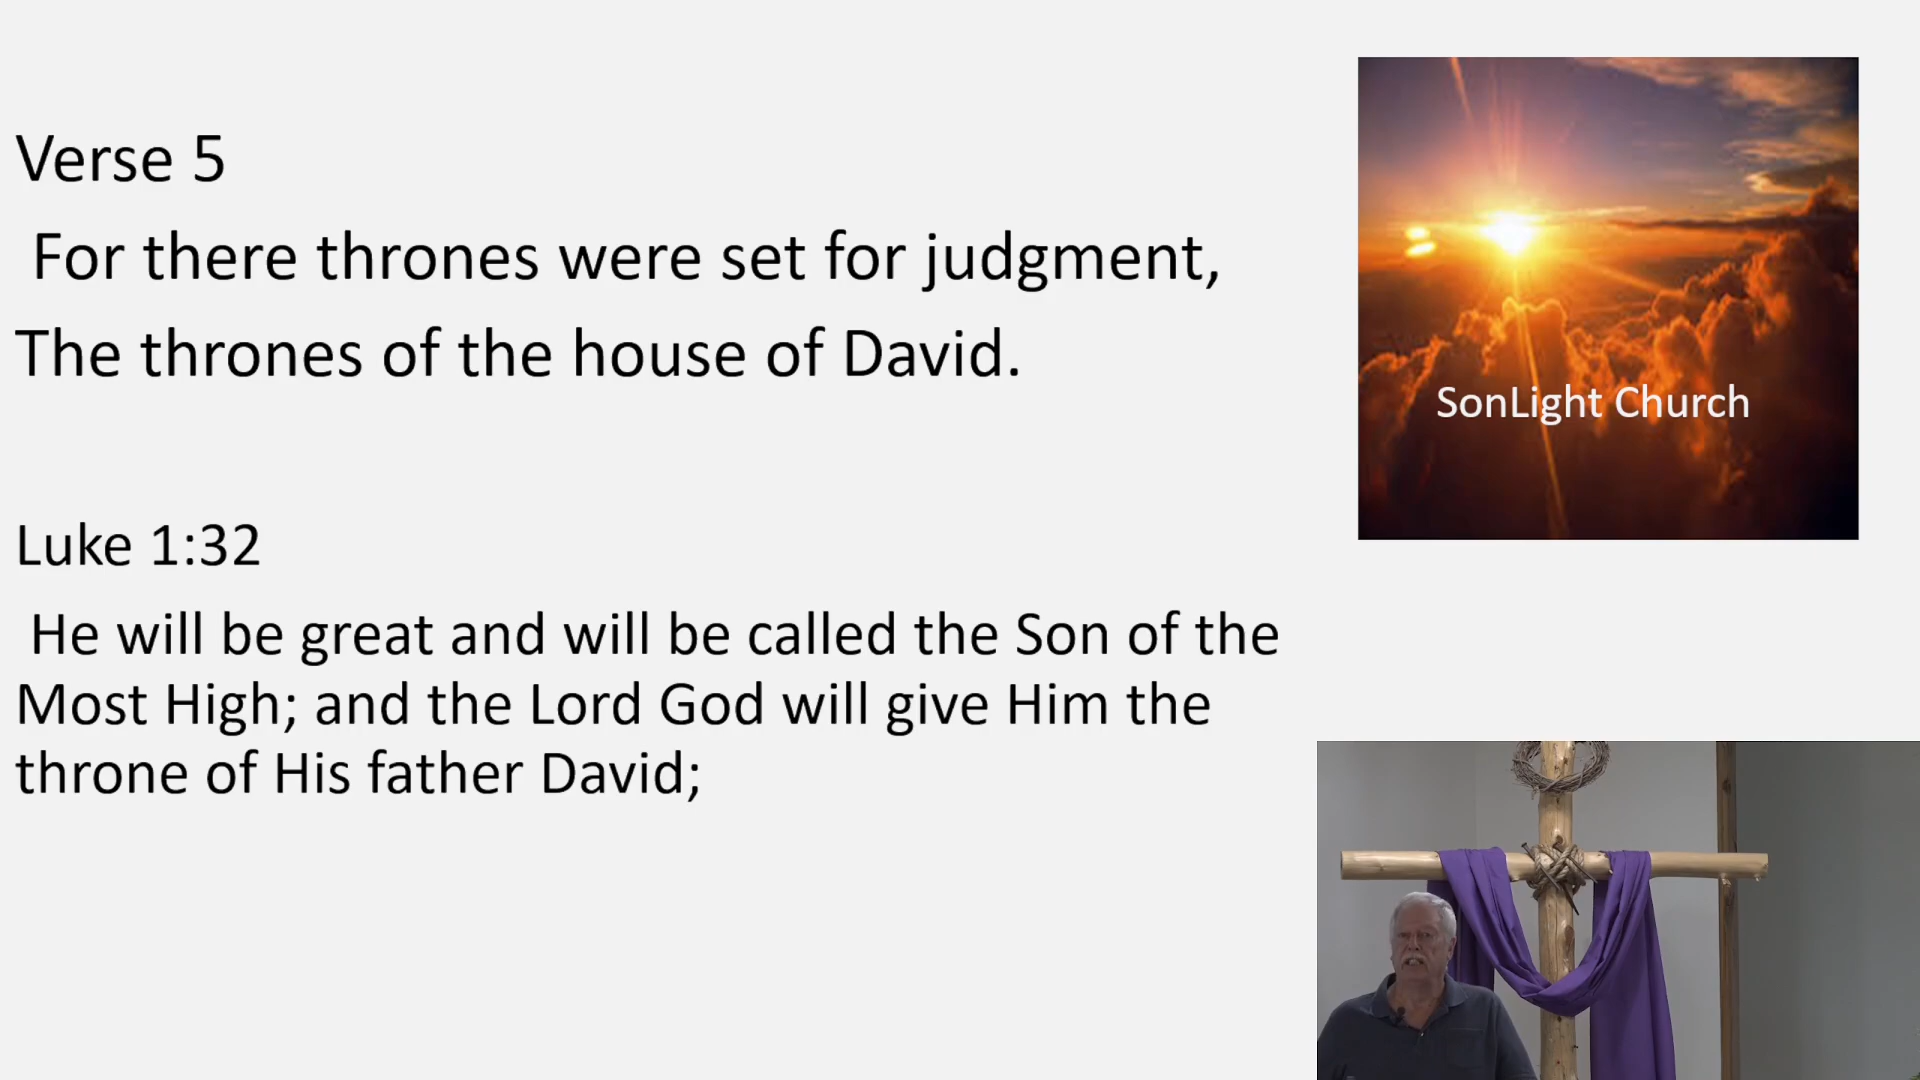 Verse 5
For there thrones were set for judgment,
The thrones of the house of David.
Luke 1:32
He will be great and will be called the Son of the
Most High; and the Lord God will give Him the
throne of His father David;
SonLight Church